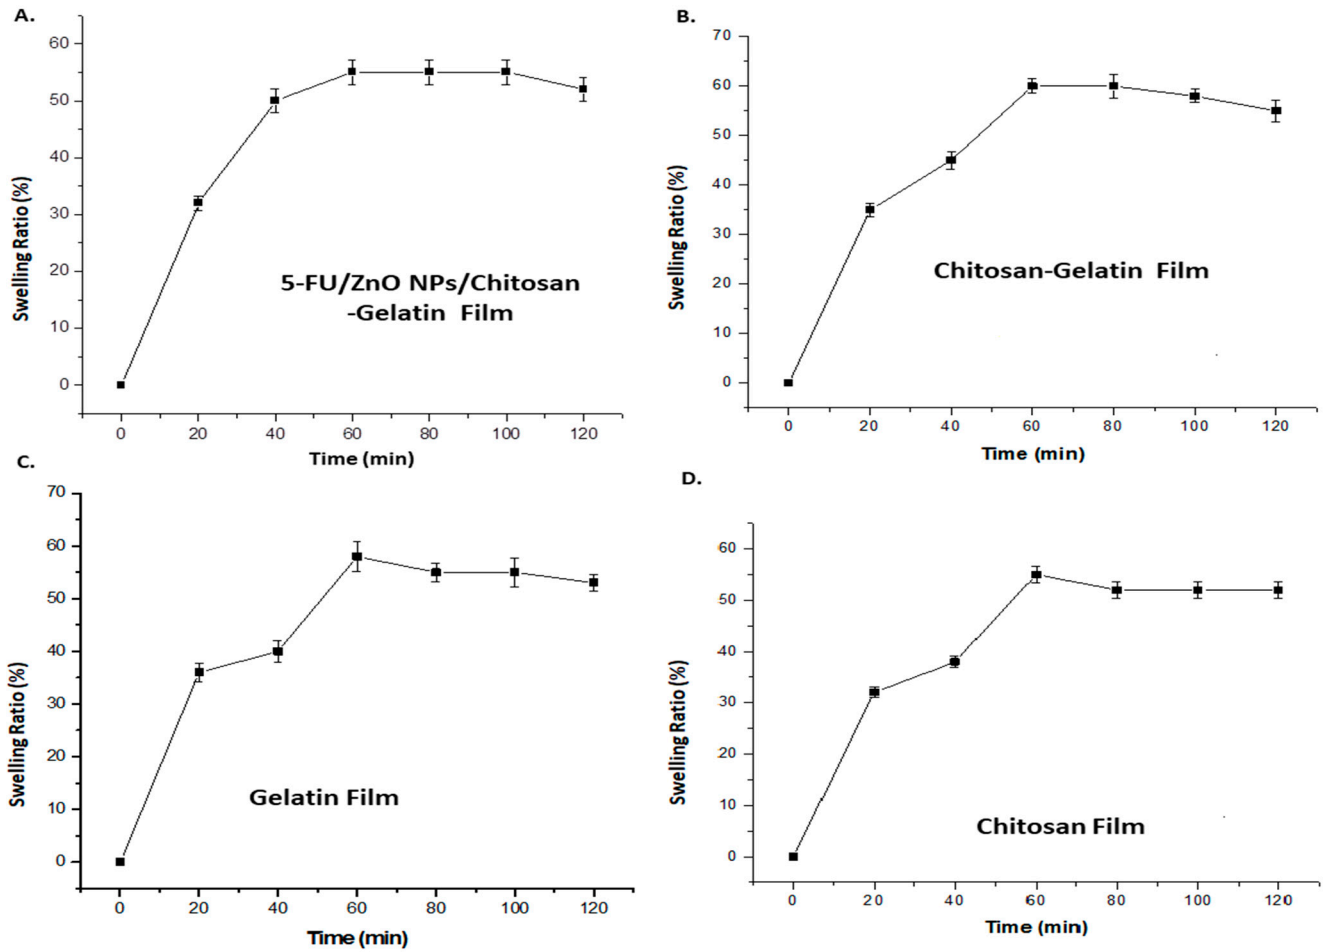 A.
60
50
40
30
20
10
0
Swelling Ratio (%)
5-FU/ZnO NPs/Chitosan
-Gelatin Film
0 20 40 60 80 100 120
Time (min)
B.
70
60
50
40
30
20
10
0
Swelling Ratio (%)
Chitosan-Gelatin Film
0 20 40 60 80 100 120
Time (min)
C.
70
60
50
40
30
20
10
0
Swelling Ratio (%)
Gelatin Film
0 20 40 60 80 100 120
Time (min)
D.
60
50
40
30
20
10
0
Swelling Ratio (%)
Chitosan Film
0 20 40 60 80 100 120
Time (min)